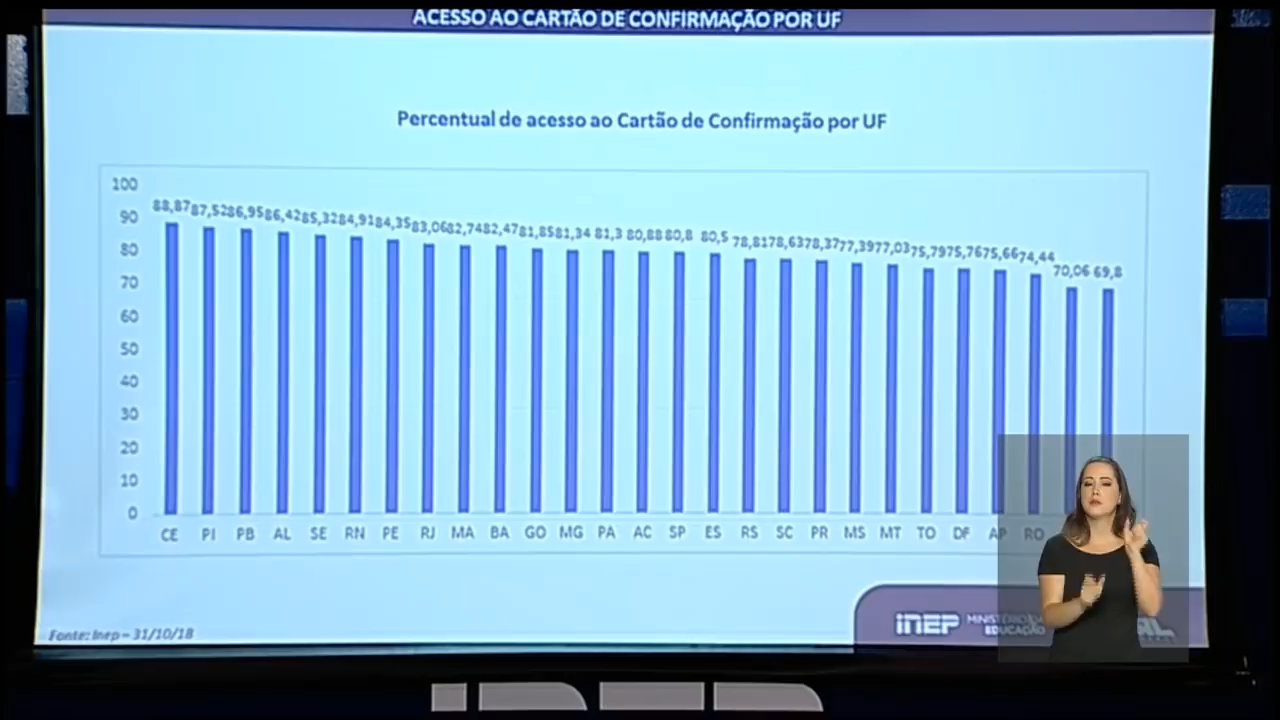 ACESSO AO CARTÃO DE CONFIRMAÇÃO POR UF
Percentual de acesso ao Cartão de Confirmação por UF
100
90
80
70
60
50
40
30
20
10
0
88,87 87,52 86,95 86,42 85,32 84,91 84,35 83,06 82,74 82,47 81,85 81,34 81,3 80,88 80,8 80,5 78,81 78,63 78,37 77,39 77,03 75,79 75,76 75,66 74,44 70,06 69,8
CE PI PB AL SE RN PE RJ MA BA GO MG PA AC SP ES RS SC PR MS MT TO DF AP RO
Fonte: Inep – 31/10/18
INEP
MINISTÉRIO DA
EDUCAÇÃO